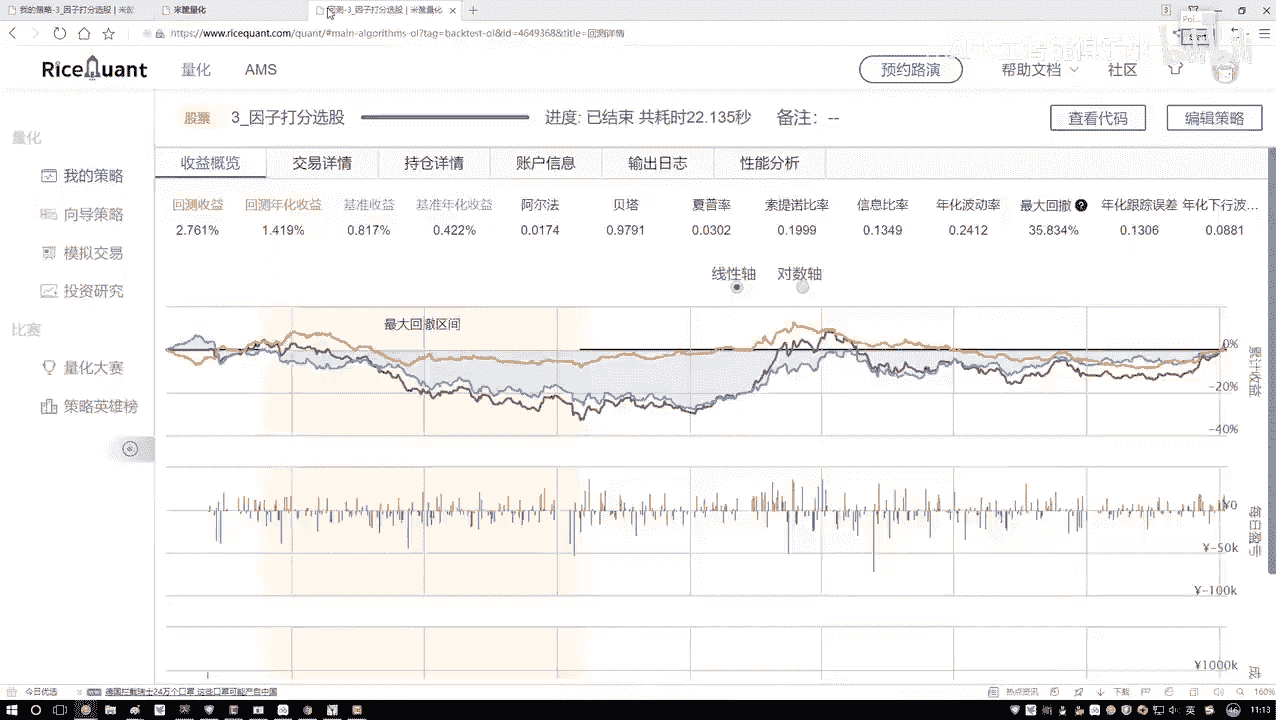 我的策略-3_因子打分选股 | 米筐
米筐量化
回测-3_因子打分选股 | 米筐量化
https://www.ricequant.com/quant/#main-algorithms-ol?tag=backtest-ol&id=4649368&title=回测详情
RiceQuant
量化
AMS
预约路演
帮助文档
社区
股票
3_因子打分选股
进度: 已结束 共耗时22.135秒
备注: --
查看代码
编辑策略
量化
我的策略
向导策略
模拟交易
投资研究
比赛
量化大赛
策略英雄榜
收益概览 交易详情 持仓详情 账户信息 输出日志 性能分析
回测收益 回测年化收益 基准收益 基准年化收益 阿尔法 贝塔 夏普率 索提诺比率 信息比率 年化波动率 最大回撤 年化跟踪误差 年化下行波...
2.761% 1.419% 0.817% 0.422% 0.0174 0.9791 0.0302 0.1999 0.1349 0.2412 35.834% 0.1306 0.0881
线性轴 对数轴
最大回撤区间
0%
-20%
-40%
累计收益
¥0
¥-50k
¥-100k
每日盈亏
¥1000k
成
今日优选
德国拦截瑞士24万个口罩 这些口罩可能产自中国
热点资讯
下载
160%
英
11:13